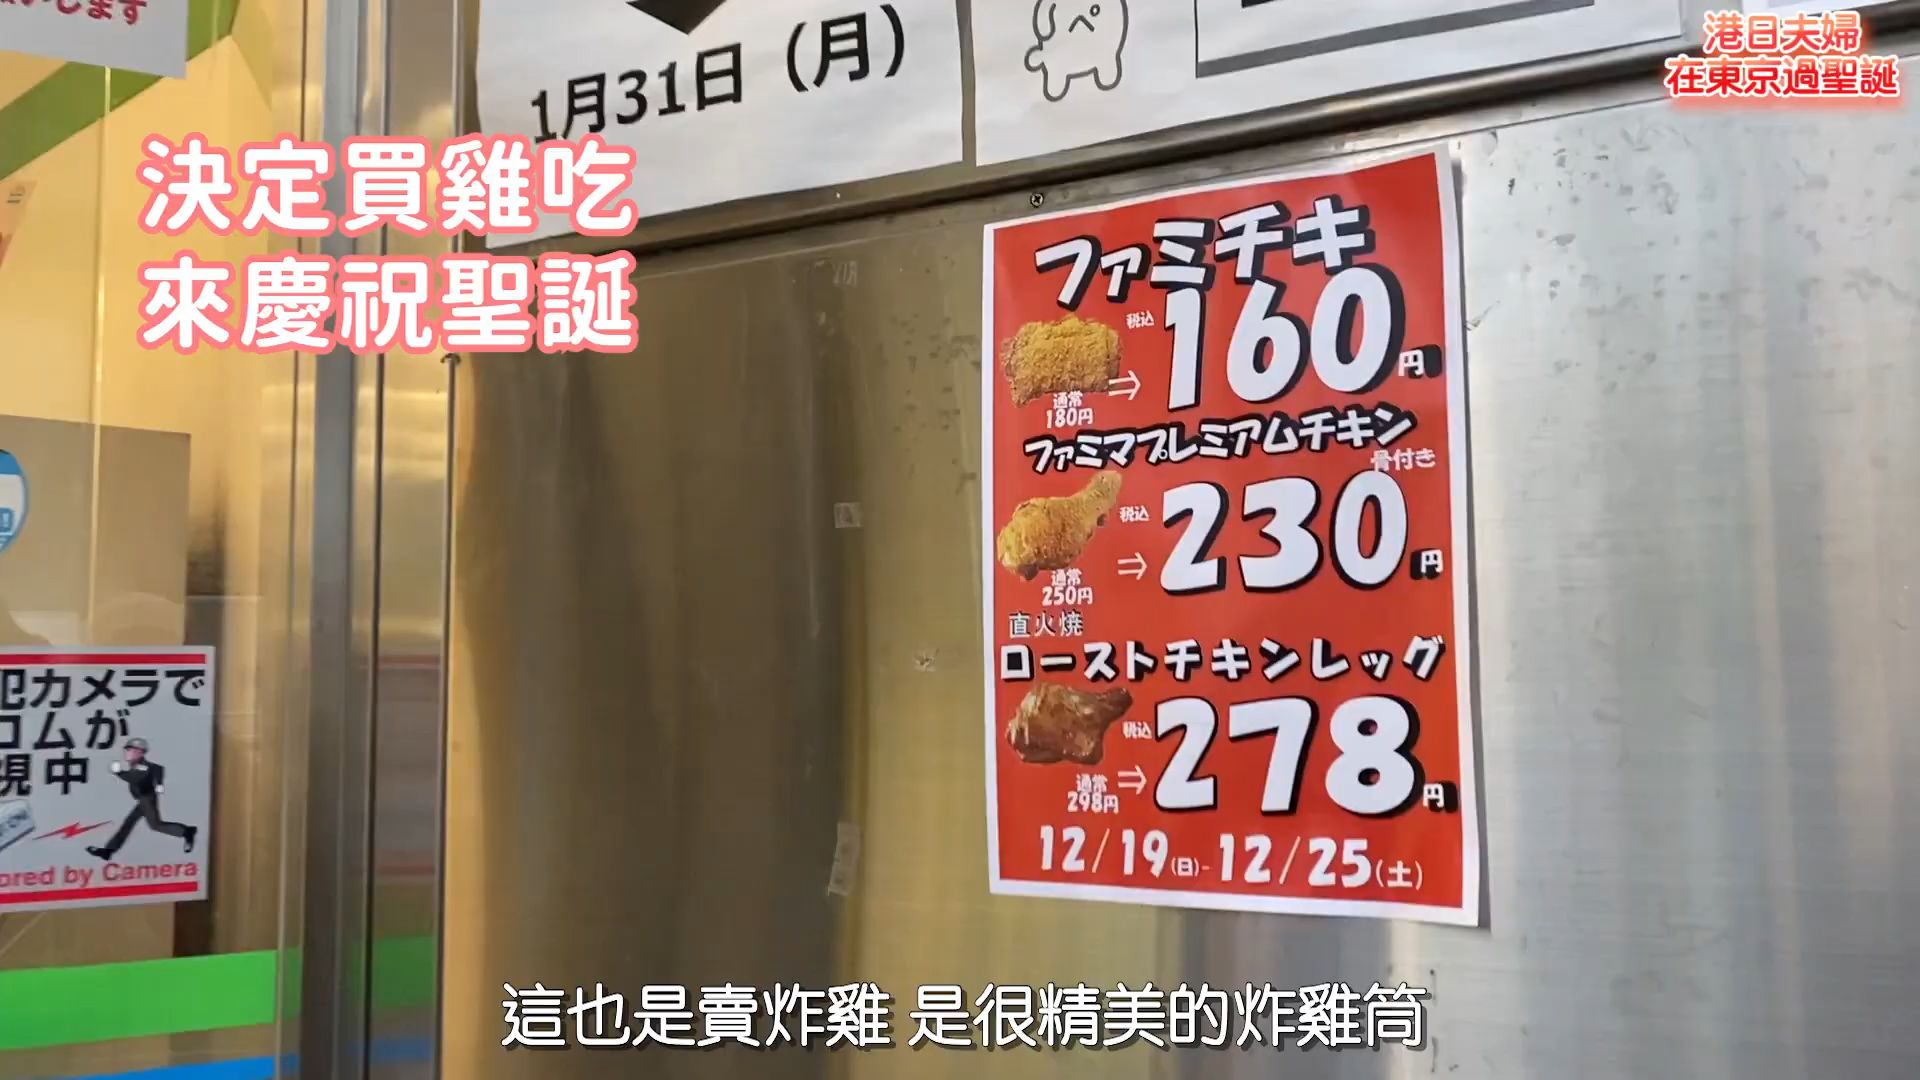 します
1月31日（月）
港日夫婦
在東京過聖誕
決定買雞吃
來慶祝聖誕
ファミチキ
税込
160円
通常
180円
⇒
ファミマプレミアムチキン
骨付き
税込
230円
通常
250円
⇒
直火焼
ローストチキンレッグ
税込
278円
通常
298円
⇒
12/19(日)-12/25(土)
犯カメラで
ロムが
視中
ored by Camera
這也是賣炸雞 是很精美的炸雞筒